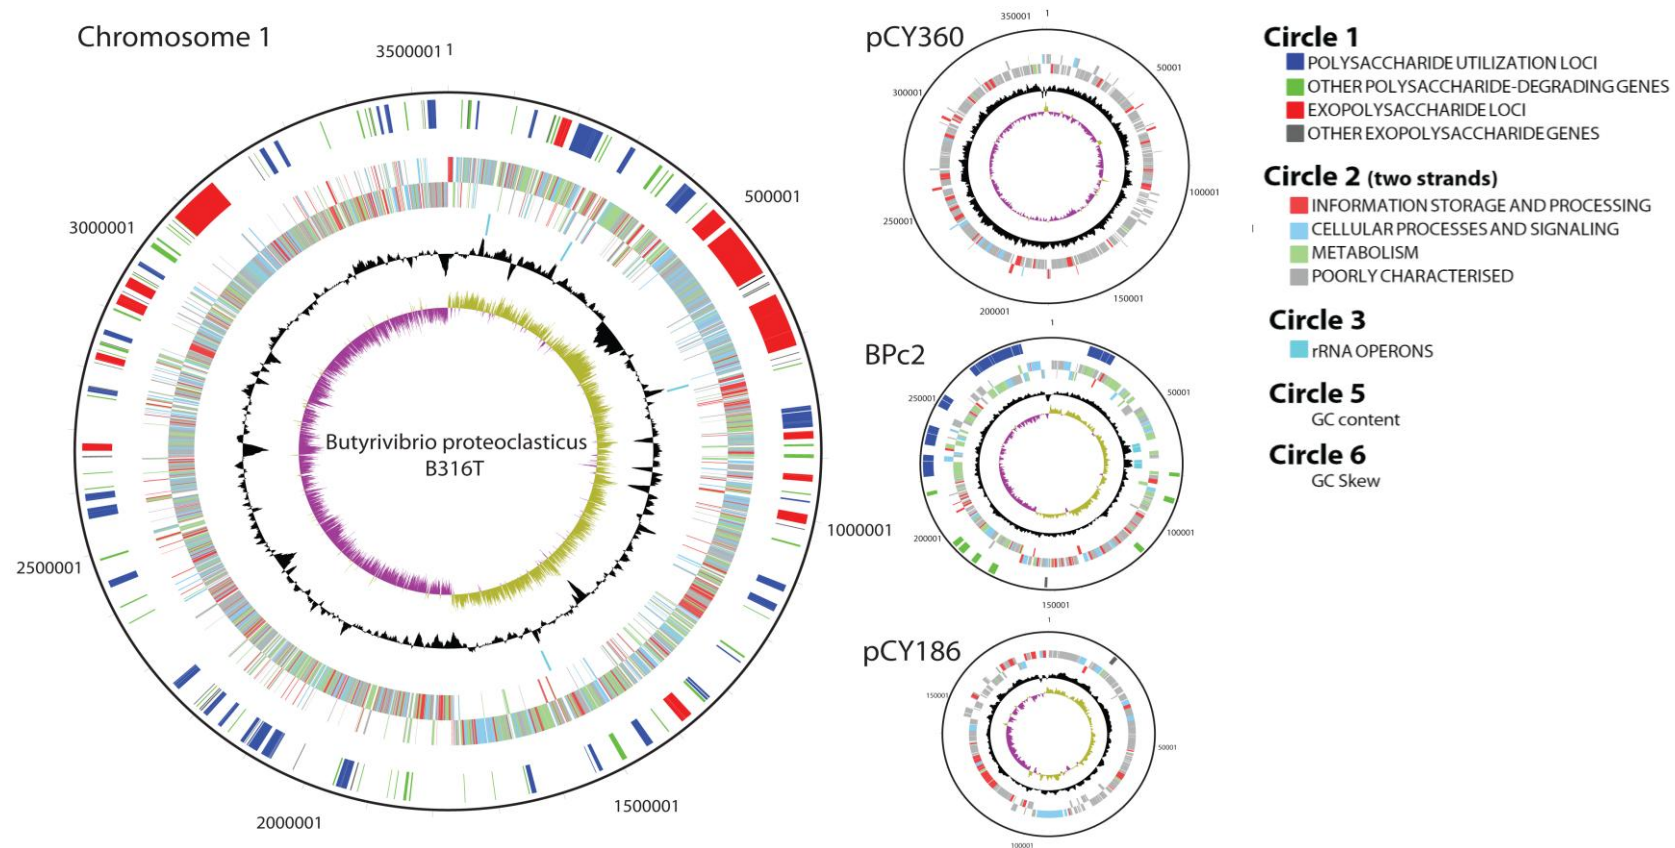 Chromosome 1
3500001 1
500001
1000001
1500001
2000001
2500001
3000001
Butyrivibrio proteoclasticus
B316T
pCY360
1
50001
100001
150001
200001
250001
300001
350001
BPc2
1
50001
100001
150001
200001
250001
pCY186
1
50001
100001
150001
Circle 1
POLYSACCHARIDE UTILIZATION LOCI
OTHER POLYSACCHARIDE-DEGRADING GENES
EXOPOLYSACCHARIDE LOCI
OTHER EXOPOLYSACCHARIDE GENES
Circle 2 (two strands)
INFORMATION STORAGE AND PROCESSING
CELLULAR PROCESSES AND SIGNALING
METABOLISM
POORLY CHARACTERISED
Circle 3
rRNA OPERONS
Circle 5
GC content
Circle 6
GC Skew